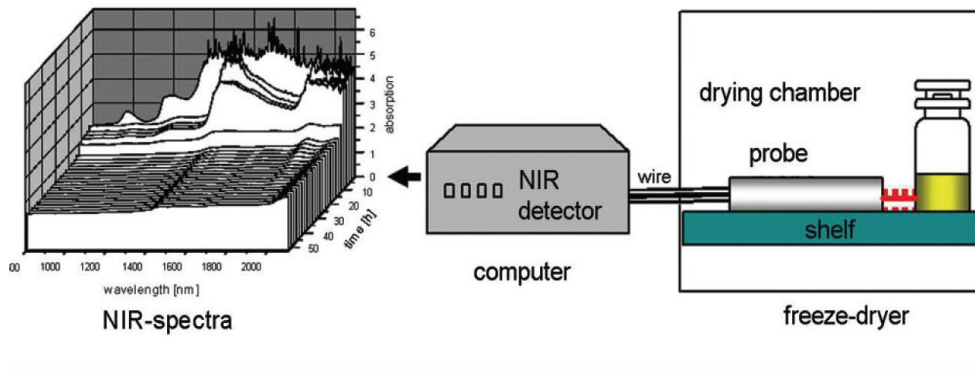 6
5
4
3
2
1
0
absorption
10
20
30
40
50
time [h]
00
1000
1200
1400
1600
1800
2000
wavelength [nm]
NIR-spectra
NIR
detector
computer
wire
drying chamber
probe
shelf
freeze-dryer